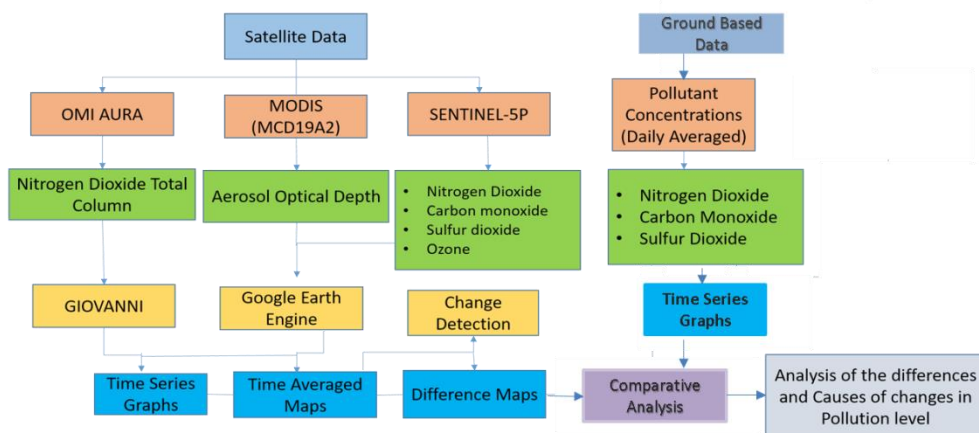 Satellite Data
Ground Based
Data
OMI AURA
MODIS
(MCD19A2)
SENTINEL-5P
Pollutant
Concentrations
(Daily Averaged)
Nitrogen Dioxide Total
Column
Aerosol Optical Depth
• Nitrogen Dioxide
• Carbon monoxide
• Sulfur dioxide
• Ozone
• Nitrogen Dioxide
• Carbon Monoxide
• Sulfur Dioxide
GIOVANNI
Google Earth
Engine
Change
Detection
Time Series
Graphs
Time Series
Graphs
Time Averaged
Maps
Difference Maps
Comparative
Analysis
Analysis of the differences
and Causes of changes in
Pollution level